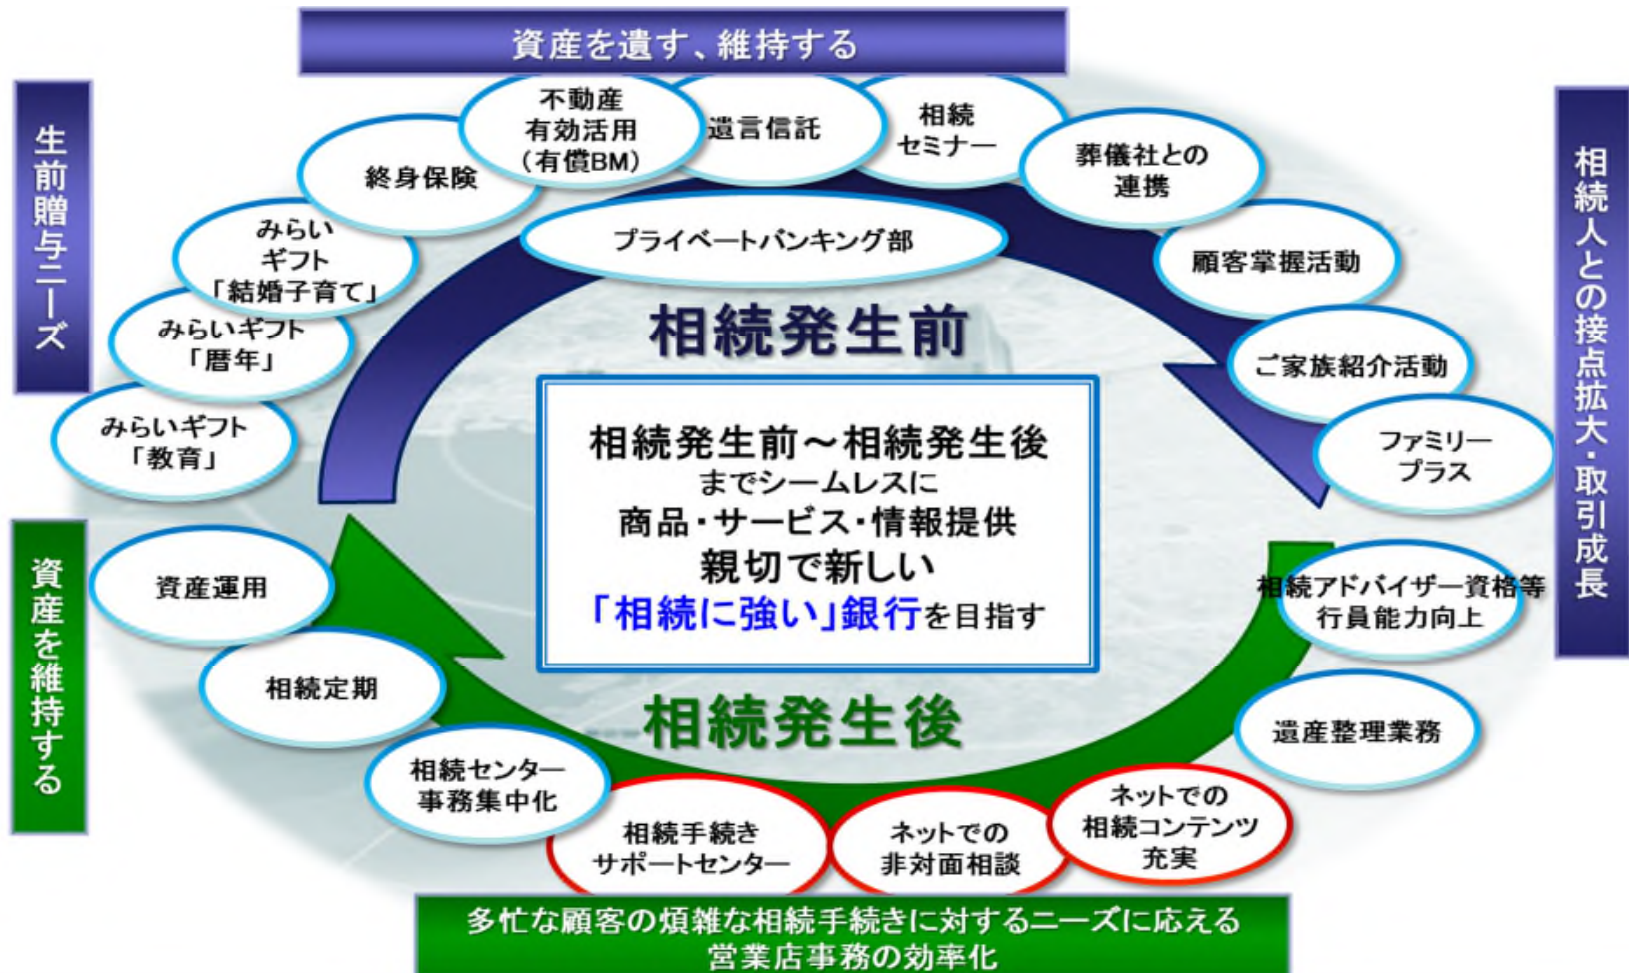 資産を遺す、維持する
生前贈与ニーズ
相続人との接点拡大・取引成長
資産を維持する
みらいギフト
「教育」
みらいギフト
「暦年」
みらい
ギフト
「結婚子育て」
終身保険
不動産
有効活用
(有償BM)
遺言信託
相続
セミナー
葬儀社との
連携
顧客掌握活動
ご家族紹介活動
ファミリー
プラス
プライベートバンキング部
相続発生前
相続発生前～相続発生後
までシームレスに
商品・サービス・情報提供
親切で新しい
「相続に強い」銀行を目指す
相続発生後
相続アドバイザー資格等
行員能力向上
遺産整理業務
ネットでの
相続コンテンツ
充実
ネットでの
非対面相談
相続手続き
サポートセンター
相続センター
事務集中化
相続定期
資産運用
多忙な顧客の煩雑な相続手続きに対するニーズに応える
営業店事務の効率化